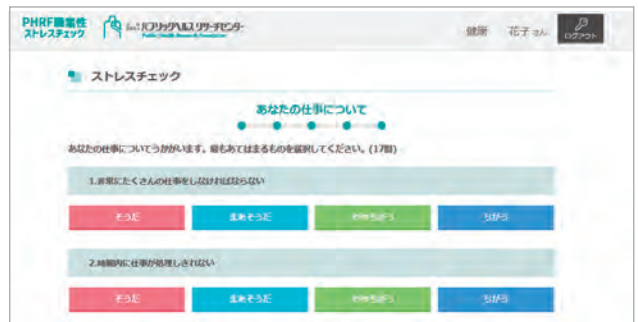 PHRF職業性
ストレスチェック
パブリックヘルスリサーチセンター
Public Health Research Foundation
健康 花子さん
ログアウト
ストレスチェック
あなたの仕事について
あなたの仕事についてうかがいます。最もあてはまるものを選択してください。(17問)
1.非常にたくさんの仕事をしなければならない
そうだ まあそうだ ややちがう ちがう
2.時間内に仕事が処理しきれない
そうだ まあそうだ ややちがう ちがう